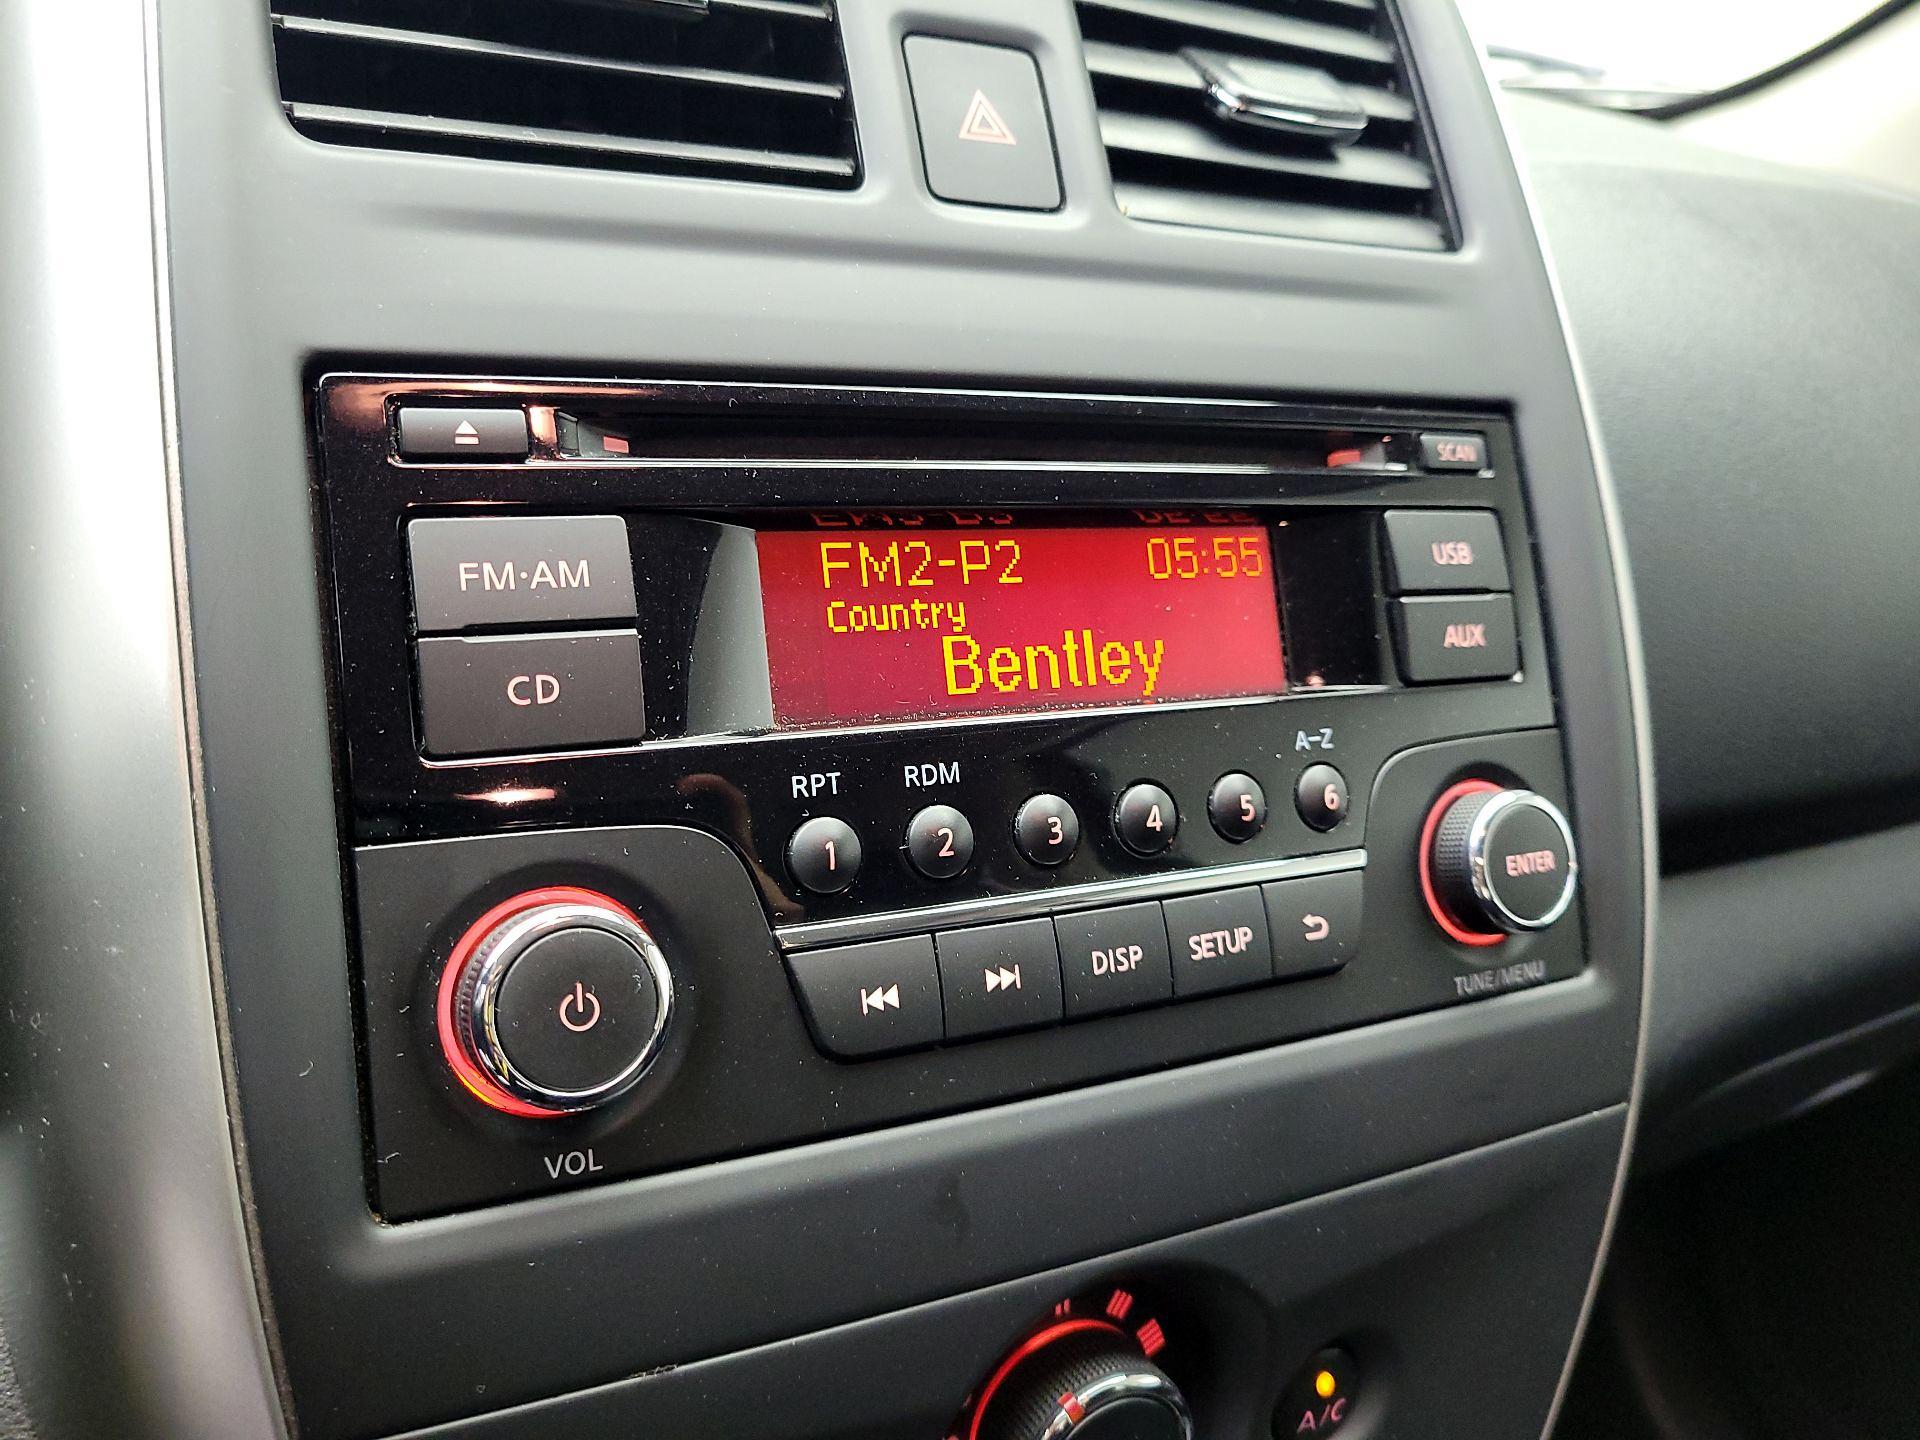 SCAN
FM2-P2 05:55
Country
Bentley
FM·AM
CD
USB
AUX
RPT RDM A-Z
1 2 3 4 5 6
ENTER
TUNE/MENU
DISP SETUP
VOL
A/C